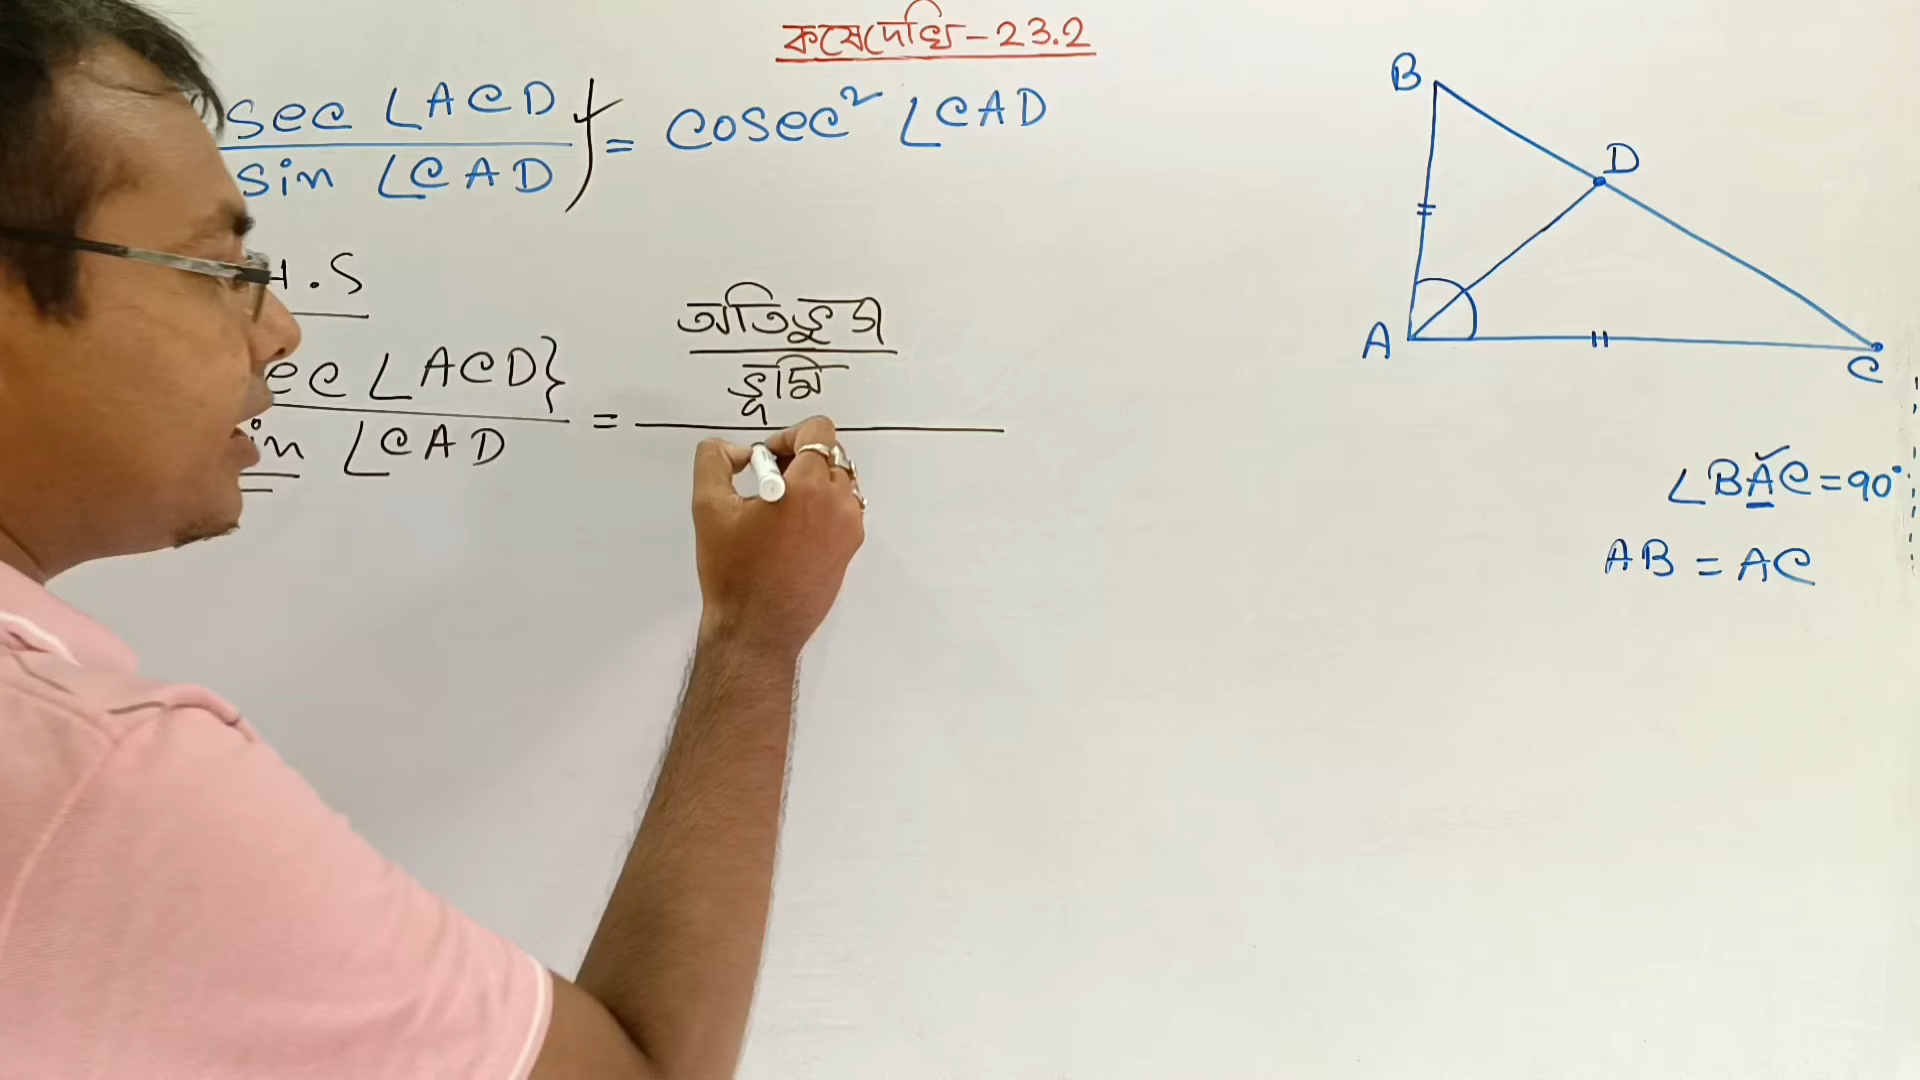 কষেদেখি-23.2
sec ∠ACD
sin ∠CAD
= cosec² ∠CAD
H.S
ec ∠ACD}
in ∠CAD
=
অতিভুজ
ভূমি
B
D
A
C
∠BAC=90°
AB = AC